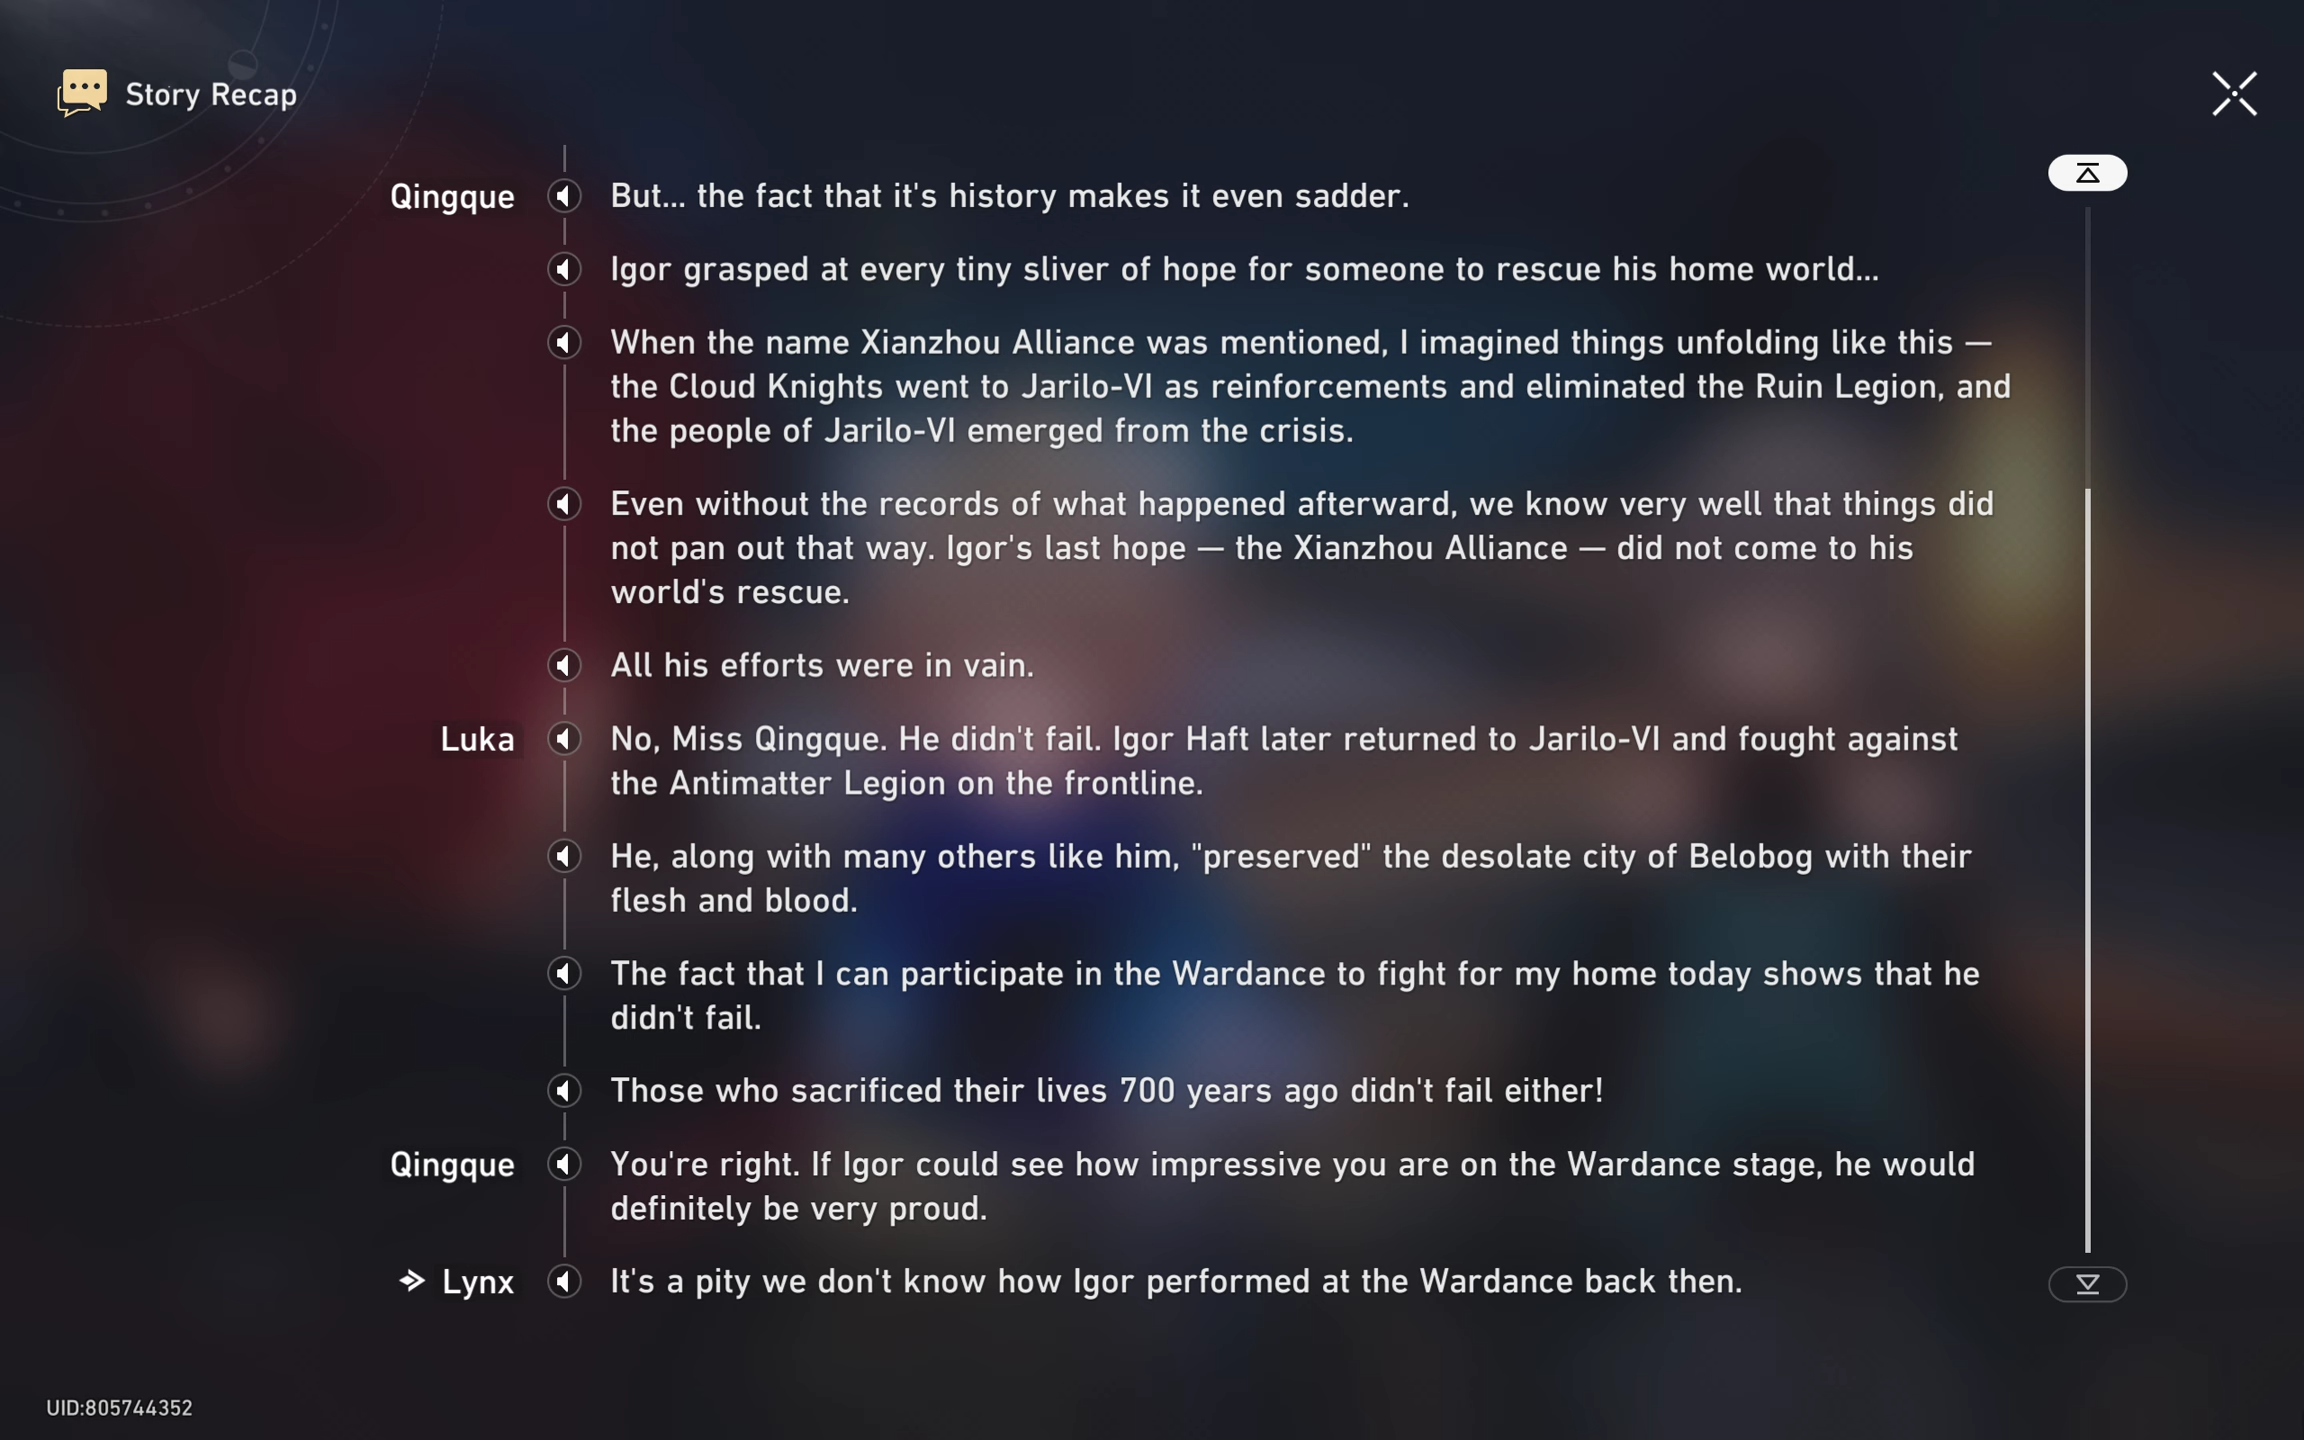 Story Recap
Qingque
But... the fact that it's history makes it even sadder.
Igor grasped at every tiny sliver of hope for someone to rescue his home world...
When the name Xianzhou Alliance was mentioned, I imagined things unfolding like this —
the Cloud Knights went to Jarilo-VI as reinforcements and eliminated the Ruin Legion, and
the people of Jarilo-VI emerged from the crisis.
Even without the records of what happened afterward, we know very well that things did
not pan out that way. Igor's last hope — the Xianzhou Alliance — did not come to his
world's rescue.
All his efforts were in vain.
Luka
No, Miss Qingque. He didn't fail. Igor Haft later returned to Jarilo-VI and fought against
the Antimatter Legion on the frontline.
He, along with many others like him, "preserved" the desolate city of Belobog with their
flesh and blood.
The fact that I can participate in the Wardance to fight for my home today shows that he
didn't fail.
Those who sacrificed their lives 700 years ago didn't fail either!
Qingque
You're right. If Igor could see how impressive you are on the Wardance stage, he would
definitely be very proud.
Lynx
It's a pity we don't know how Igor performed at the Wardance back then.
UID:805744352